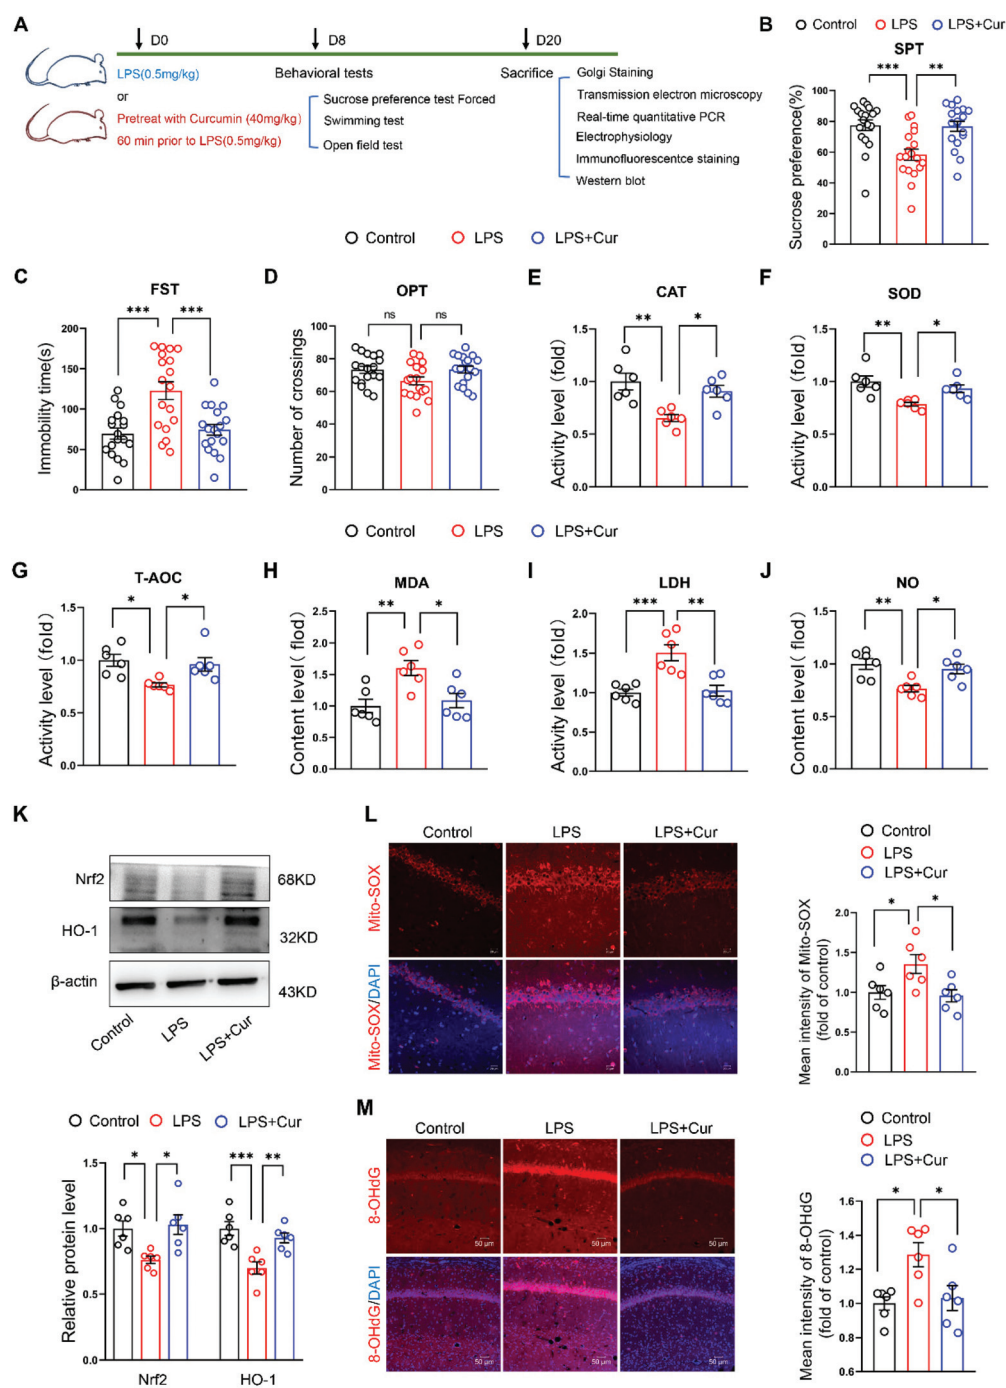 A
D0
D8
D20
LPS(0.5mg/kg)
or
Pretreat with Curcumin (40mg/kg)
60 min prior to LPS(0.5mg/kg)
Behavioral tests
Sucrose preference test Forced
Swimming test
Open field test
Sacrifice
Golgi Staining
Transmission electron microscopy
Real-time quantitative PCR
Electrophysiology
Immunofluorescentce staining
Western blot
Control LPS LPS+Cur
B
SPT
*** **
Sucrose preference(%)
100
80
60
40
20
0
Control LPS LPS+Cur
C
FST
*** ***
Immobility time(s)
200
150
100
50
0
D
OPT
ns ns
Number of crossings
100
80
60
40
20
0
E
CAT
** *
Activity level (fold)
1.5
1.0
0.5
0.0
F
SOD
** *
Activity level (fold)
1.5
1.0
0.5
0.0
Control LPS LPS+Cur
G
T-AOC
* *
Activity level (fold)
1.5
1.0
0.5
0.0
H
MDA
** *
Content level( flod)
2.5
2.0
1.5
1.0
0.5
0.0
I
LDH
*** **
Activity level (fold)
2.0
1.5
1.0
0.5
0.0
J
NO
** *
Content level( flod)
1.5
1.0
0.5
0.0
K
Nrf2 68KD
HO-1 32KD
β-actin 43KD
Control LPS LPS+Cur
Control LPS LPS+Cur
* * *** **
Relative protein level
1.5
1.0
0.5
0.0
Nrf2 HO-1
L
Control LPS LPS+Cur
Mito-SOX
Mito-SOX/DAPI
Control
LPS
LPS+Cur
* *
Mean intensity of Mito-SOX
(fold of control)
2.0
1.5
1.0
0.5
0.0
M
Control LPS LPS+Cur
8-OHdG
50 μm 50 μm 50 μm
8-OHdG/DAPI
50 μm 50 μm 50 μm
Control
LPS
LPS+Cur
* *
Mean intensity of 8-OHdG
(fold of control)
1.6
1.4
1.2
1.0
0.8
0.6